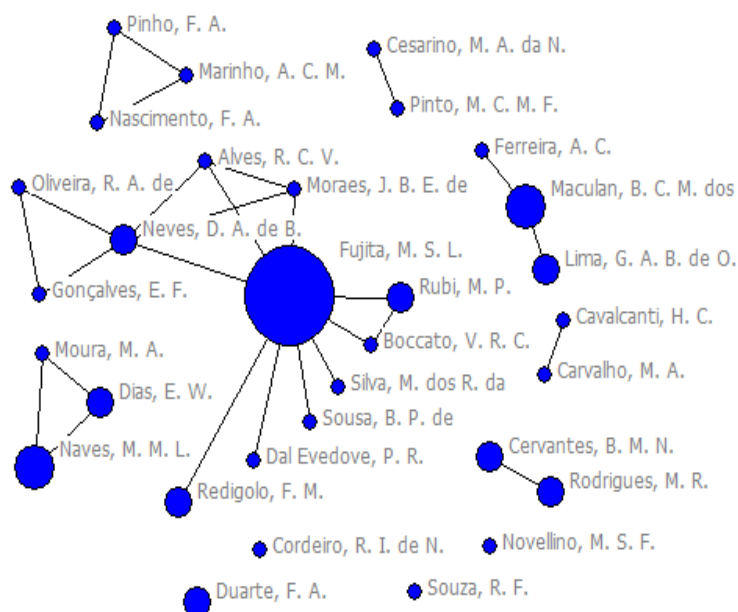 Pinho, F. A.
Cesarino, M. A. da N.
Marinho, A. C. M.
Pinto, M. C. M. F.
Nascimento, F. A.
Ferreira, A. C.
Alves, R. C. V.
Oliveira, R. A. de
Moraes, J. B. E. de
Maculan, B. C. M. dos
Neves, D. A. de B.
Fujita, M. S. L.
Lima, G. A. B. de O.
Rubi, M. P.
Gonçalves, E. F.
Cavalcanti, H. C.
Boccato, V. R. C.
Moura, M. A.
Carvalho, M. A.
Silva, M. dos R. da
Dias, E. W.
Sousa, B. P. de
Naves, M. M. L.
Cervantes, B. M. N.
Dal Evedove, P. R.
Rodrigues, M. R.
Redigolo, F. M.
Cordeiro, R. I. de N.
Novellino, M. S. F.
Duarte, F. A.
Souza, R. F.